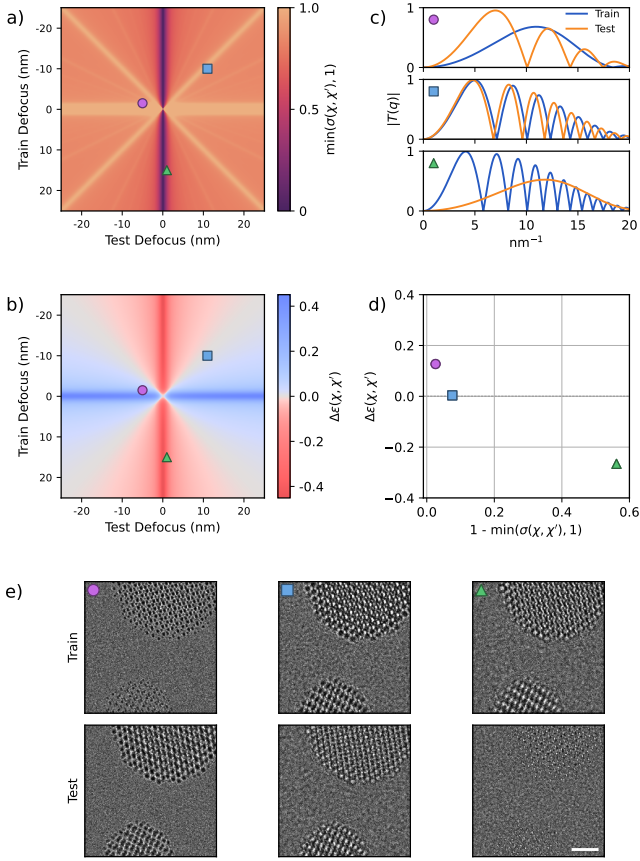 a)
Train Defocus (nm)
-20
-10
0
10
20
-20
-10
0
10
20
Test Defocus (nm)
1.0
0.5
0
min(σ(χ, χ′), 1)
c)
Train
Test
1
0
1
0
1
0
|T(q)|
0
5
10
15
20
nm⁻¹
b)
Train Defocus (nm)
-20
-10
0
10
20
-20
-10
0
10
20
Test Defocus (nm)
0.4
0.2
0.0
-0.2
-0.4
Δε(χ, χ′)
d)
Δε(χ, χ′)
0.4
0.2
0.0
−0.2
−0.4
0.0
0.2
0.4
0.6
1 - min(σ(χ, χ′), 1)
e)
Train
Test